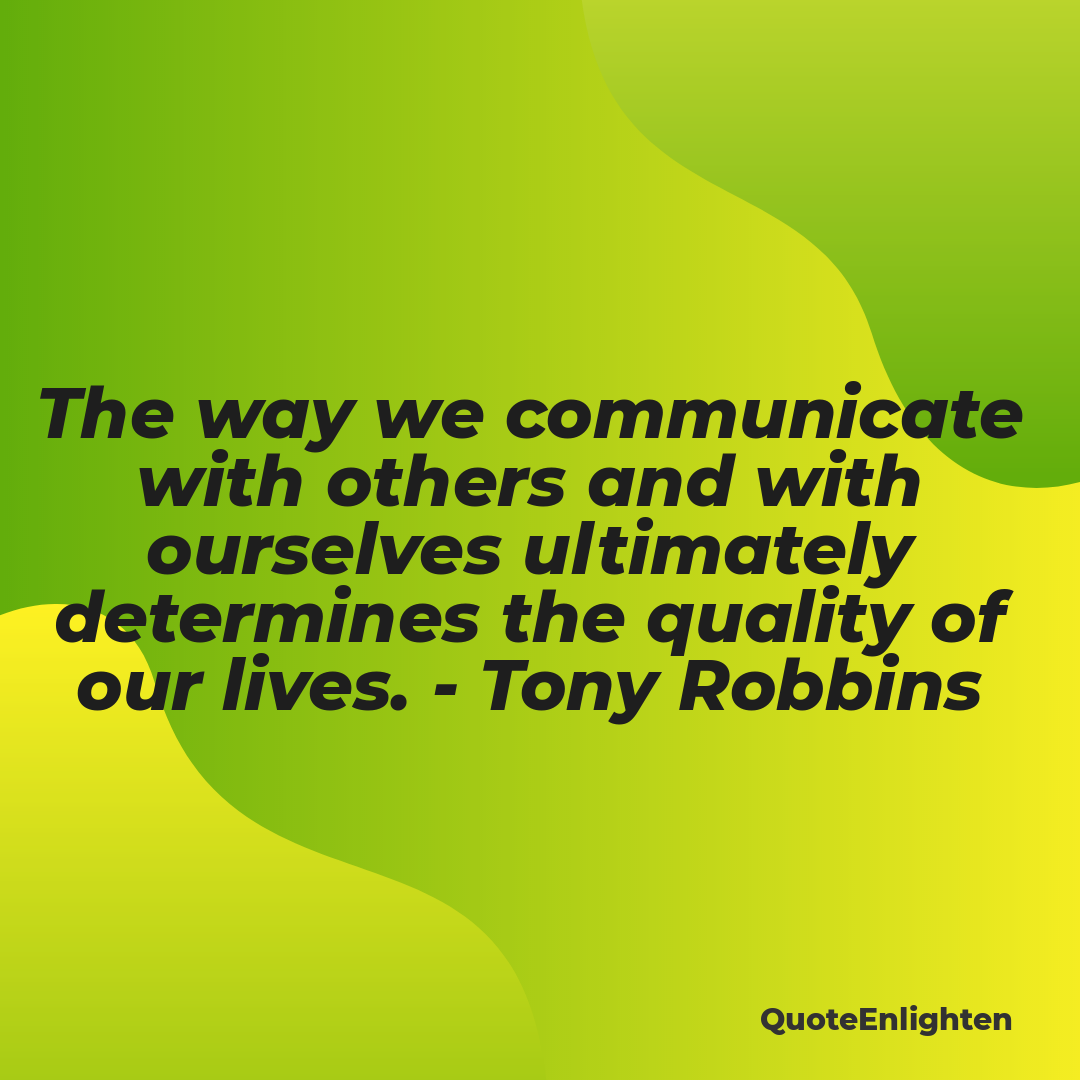 The way we communicate
with others and with
ourselves ultimately
determines the quality of
our lives. - Tony Robbins
QuoteEnlighten